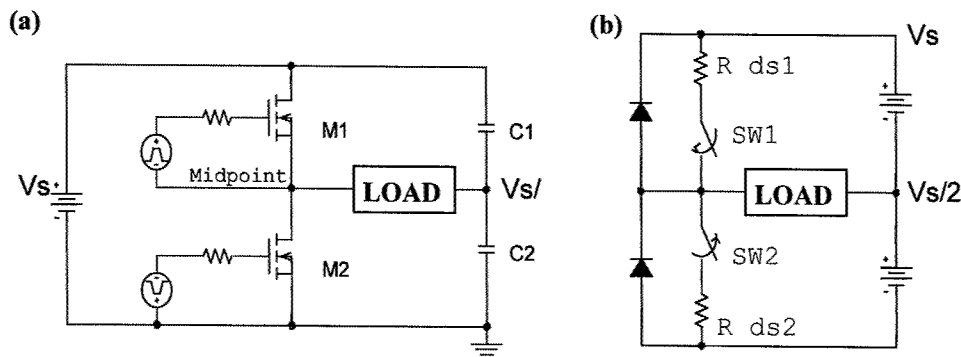 (a)
Vs
M1
Midpoint
LOAD
C1
Vs/
M2
C2
(b)
Vs
R ds1
SW1
LOAD
Vs/2
SW2
R ds2